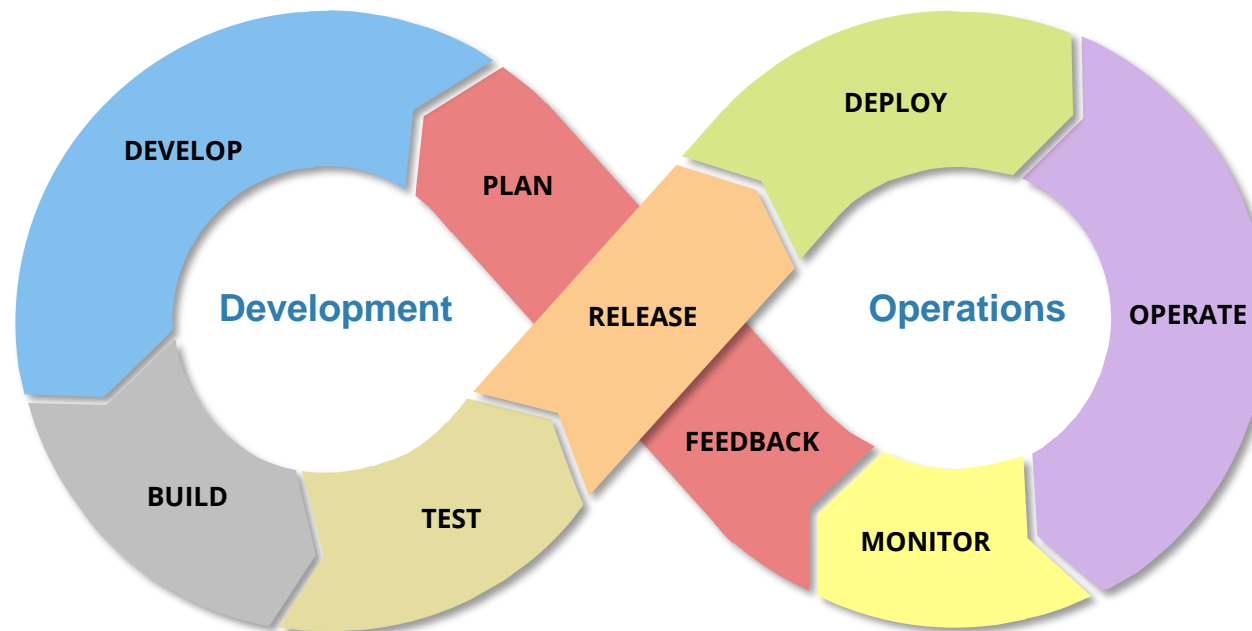 DEPLOY
DEVELOP
PLAN
Development
RELEASE
Operations
OPERATE
FEEDBACK
BUILD
TEST
MONITOR